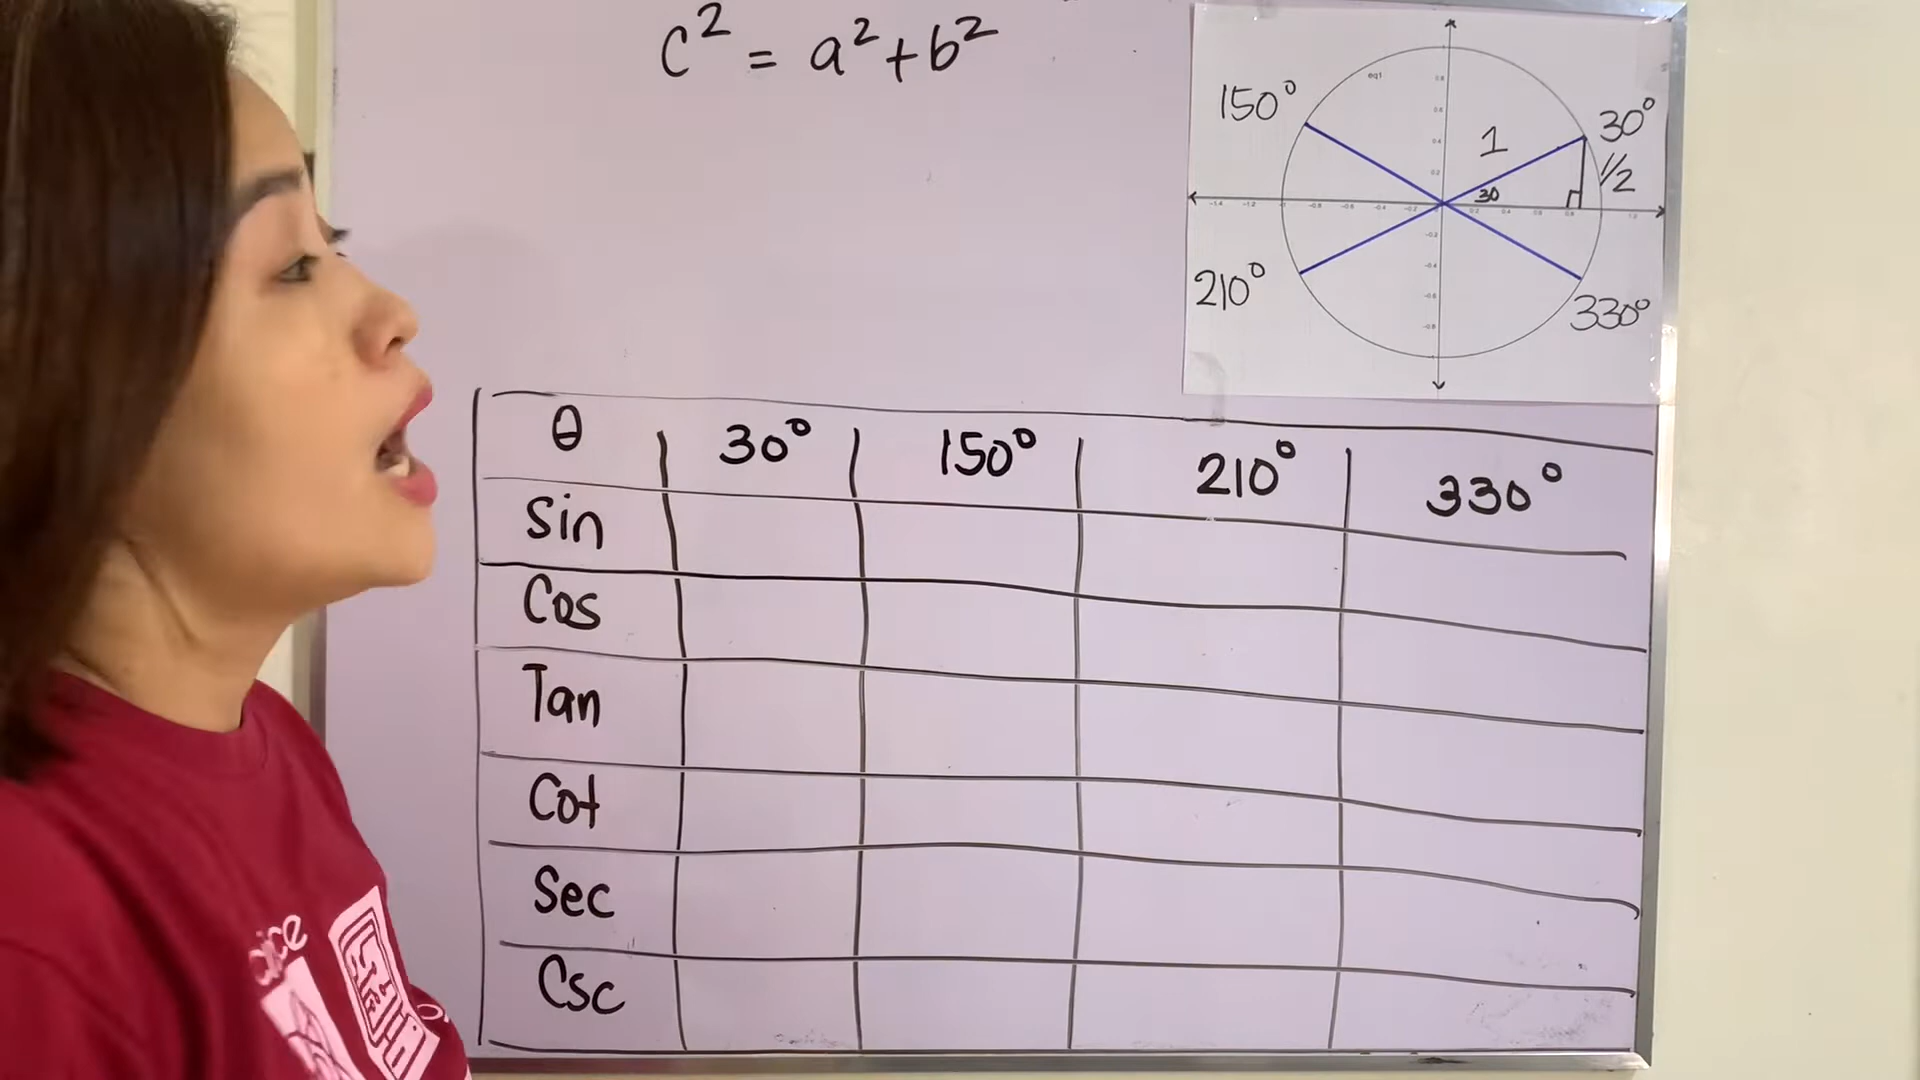 c² = a² + b²
eq1
150°
30°
1
1/2
30
210°
330°
θ 30° 150° 210° 330°
Sin
Cos
Tan
Cot
Sec
Csc